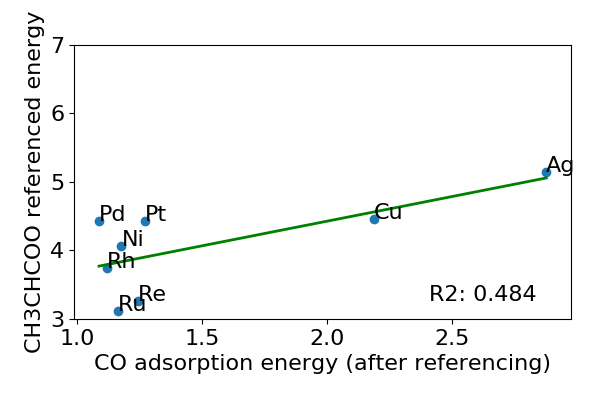 CH3CHCOO referenced energy
7
6
5
4
3
Ag
Pd
Pt
Cu
Ni
Rh
Re
Ru
R2: 0.484
1.0 1.5 2.0 2.5
CO adsorption energy (after referencing)